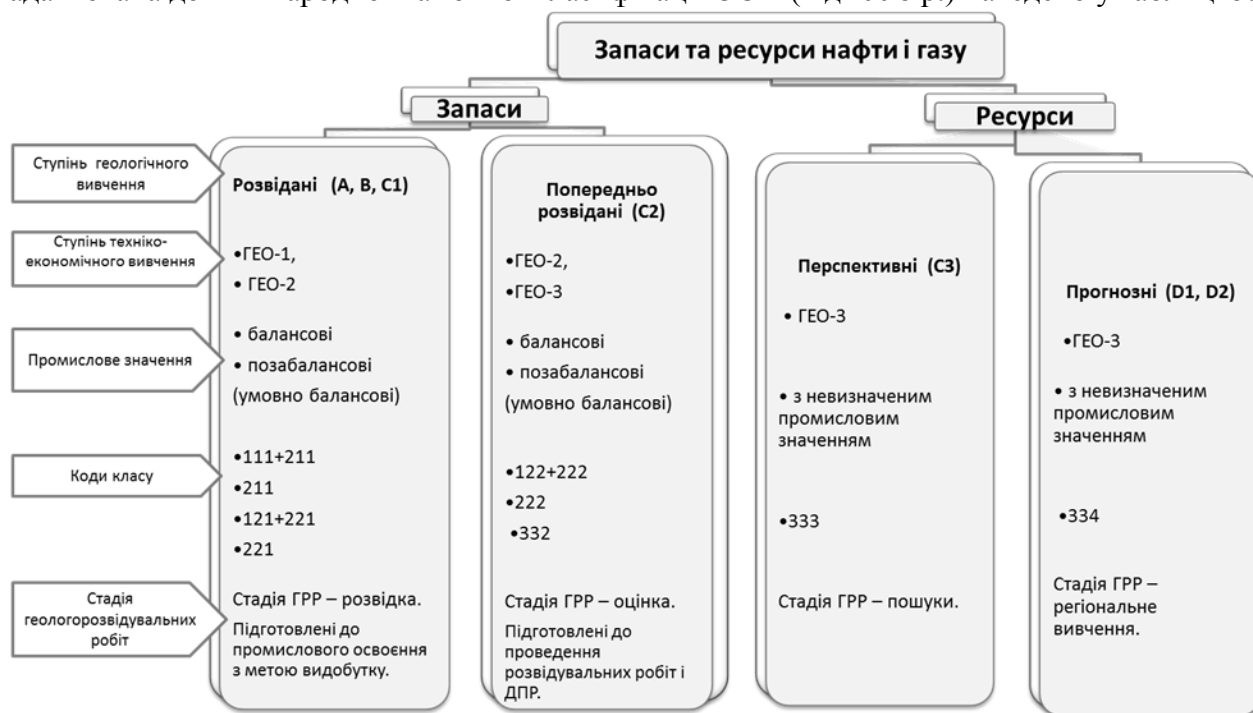 Запаси та ресурси нафти і газу
Запаси
Ресурси
Ступінь геологічного
вивчення
Ступінь техніко-
економічного вивчення
Промислове значення
Коди класу
Стадія
геологорозвідувальних
робіт
Розвідані (А, В, С1)
•ГЕО-1,
• ГЕО-2
• балансові
• позабалансові
(умовно балансові)
•111+211
•211
•121+221
•221
Стадія ГРР – розвідка.
Підготовлені до
промислового освоєння
з метою видобутку.
Попередньо
розвідані (С2)
•ГЕО-2,
•ГЕО-3
• балансові
• позабалансові
(умовно балансові)
•122+222
•222
•332
Стадія ГРР – оцінка.
Підготовлені до
проведення
розвідувальних робіт і
ДПР.
Перспективні (С3)
• ГЕО-3
• з невизначеним
промисловим
значенням
•333
Стадія ГРР – пошуки.
Прогнозні (D1, D2)
•ГЕО-3
• з невизначеним
промисловим
значенням
•334
Стадія ГРР –
регіональне
вивчення.